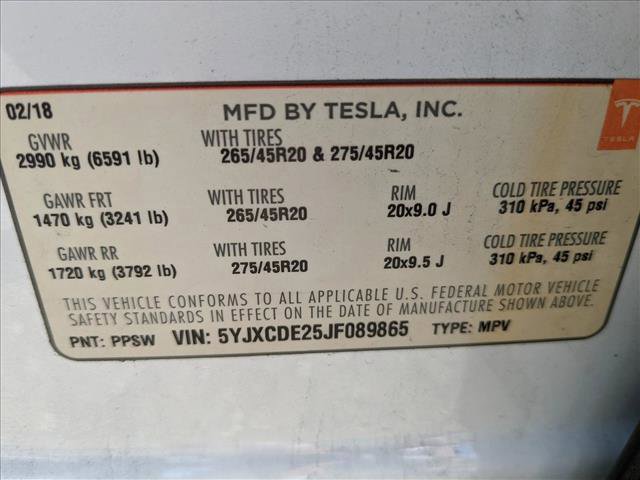 02/18 MFD BY TESLA, INC.
TESLA
GVWR WITH TIRES
2990 kg (6591 lb) 265/45R20 & 275/45R20
GAWR FRT WITH TIRES RIM COLD TIRE PRESSURE
1470 kg (3241 lb) 265/45R20 20x9.0 J 310 kPa, 45 psi
GAWR RR WITH TIRES RIM COLD TIRE PRESSURE
1720 kg (3792 lb) 275/45R20 20x9.5 J 310 kPa, 45 psi
THIS VEHICLE CONFORMS TO ALL APPLICABLE U.S. FEDERAL MOTOR VEHICLE
SAFETY STANDARDS IN EFFECT ON THE DATE OF MANUFACTURE SHOWN ABOVE.
PNT: PPSW VIN: 5YJXCDE25JF089865 TYPE: MPV